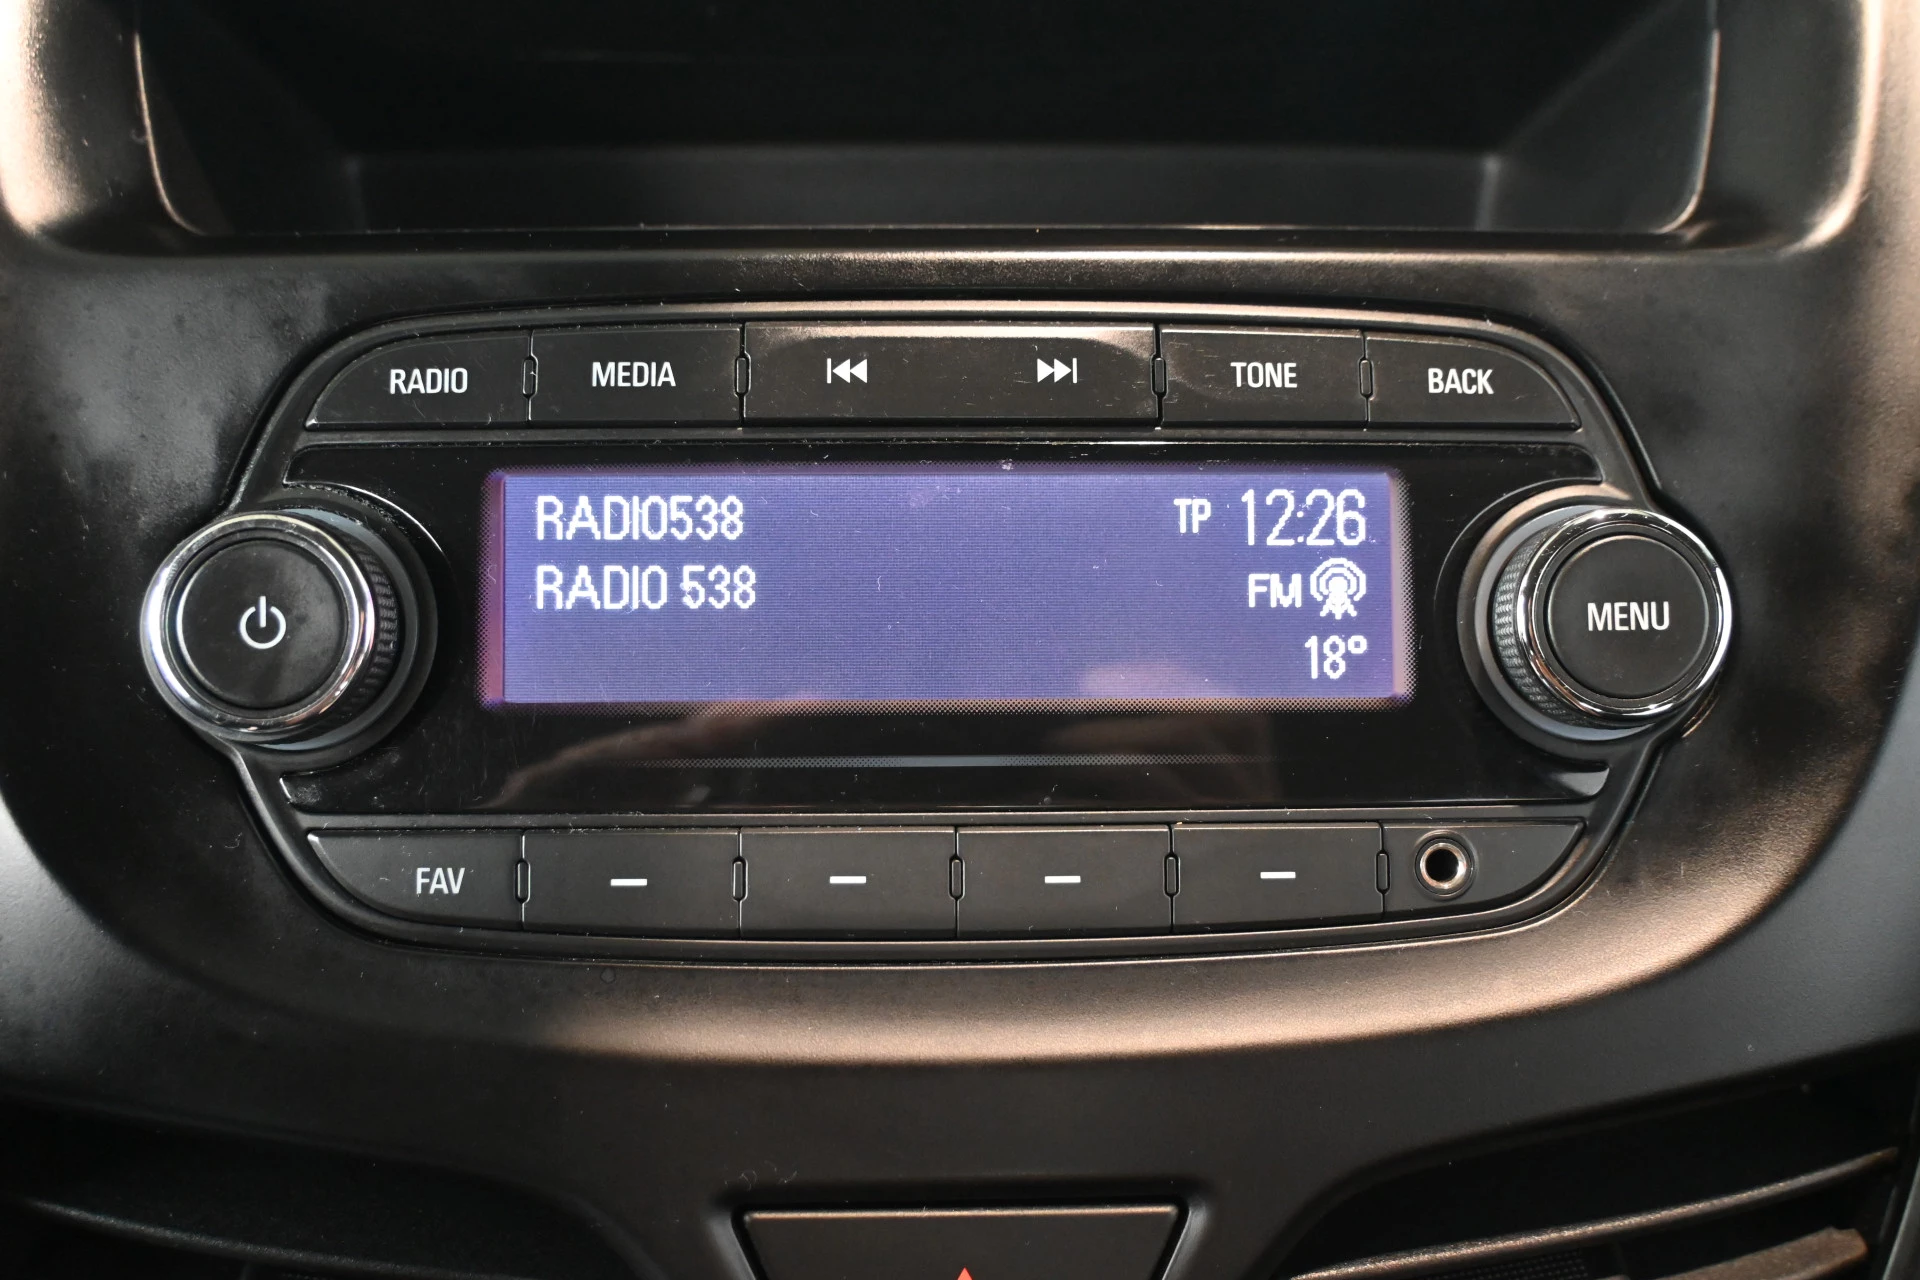 RADIO MEDIA TONE BACK
RADIO538 TP 12:26
RADIO 538 FM
18°
MENU
FAV